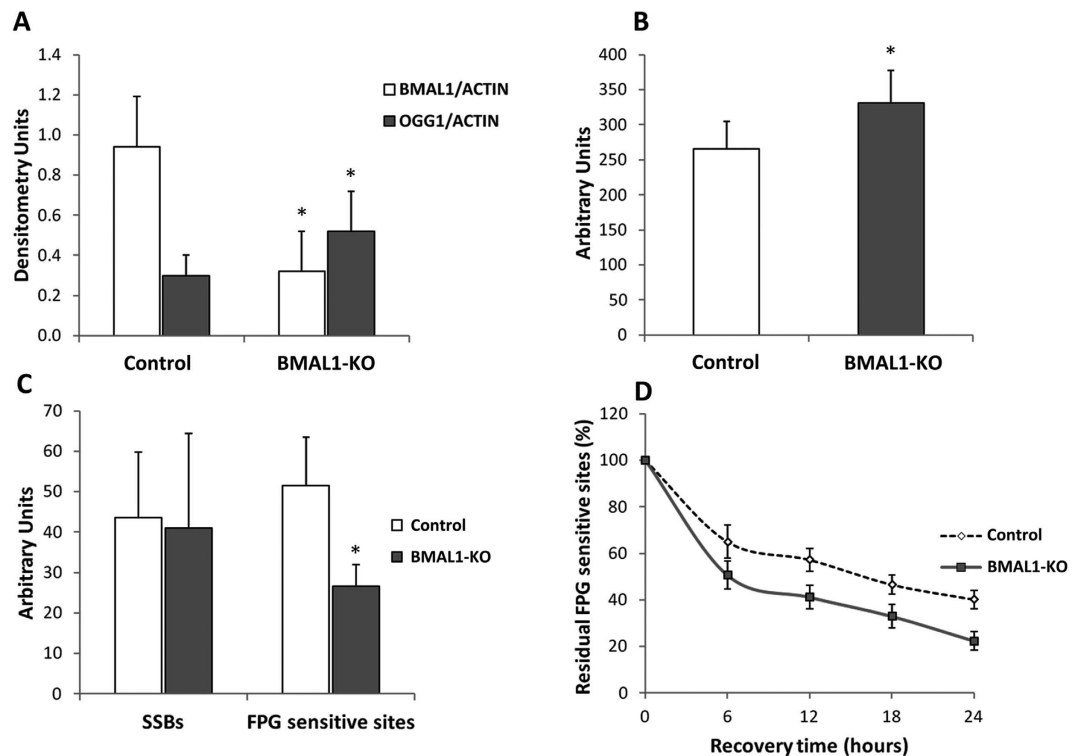 A
Densitometry Units
1.4
1.2
1.0
0.8
0.6
0.4
0.2
0.0
BMAL1/ACTIN
OGG1/ACTIN
*
*
Control
BMAL1-KO
B
Arbitrary Units
400
350
300
250
200
150
100
50
0
*
Control
BMAL1-KO
C
Arbitrary Units
70
60
50
40
30
20
10
0
Control
BMAL1-KO
*
SSBs
FPG sensitive sites
D
Residual FPG sensitive sites (%)
120
100
80
60
40
20
0
Control
BMAL1-KO
0
6
12
18
24
Recovery time (hours)